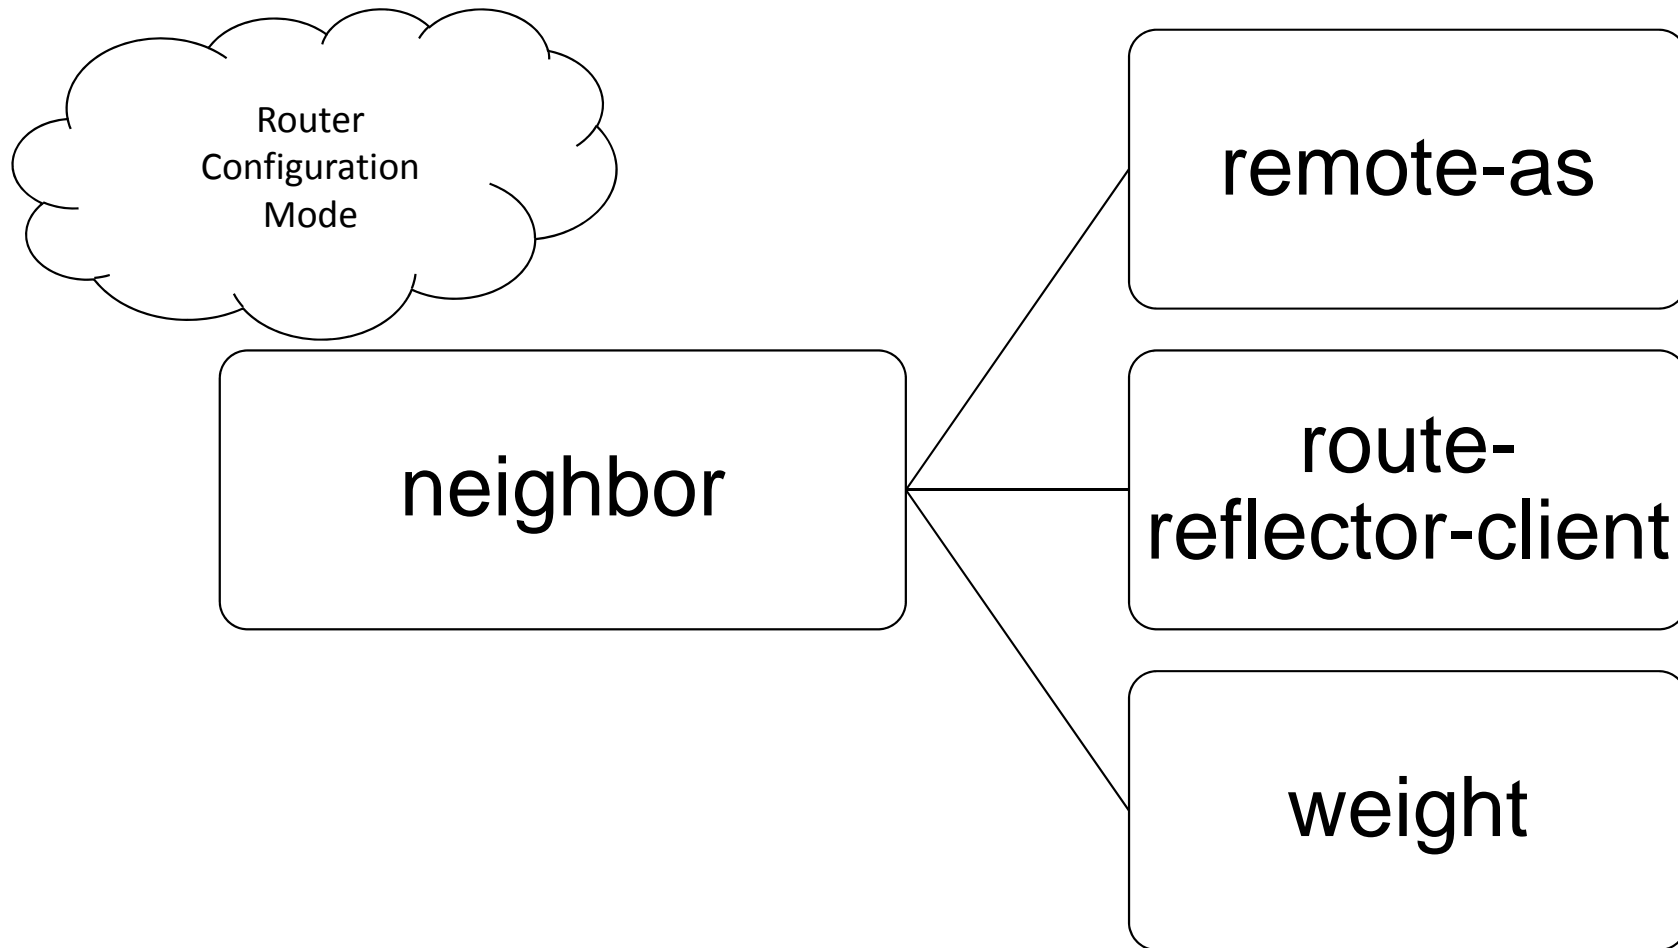 Router
Configuration
Mode
neighbor
remote-as
route-
reflector-client
weight